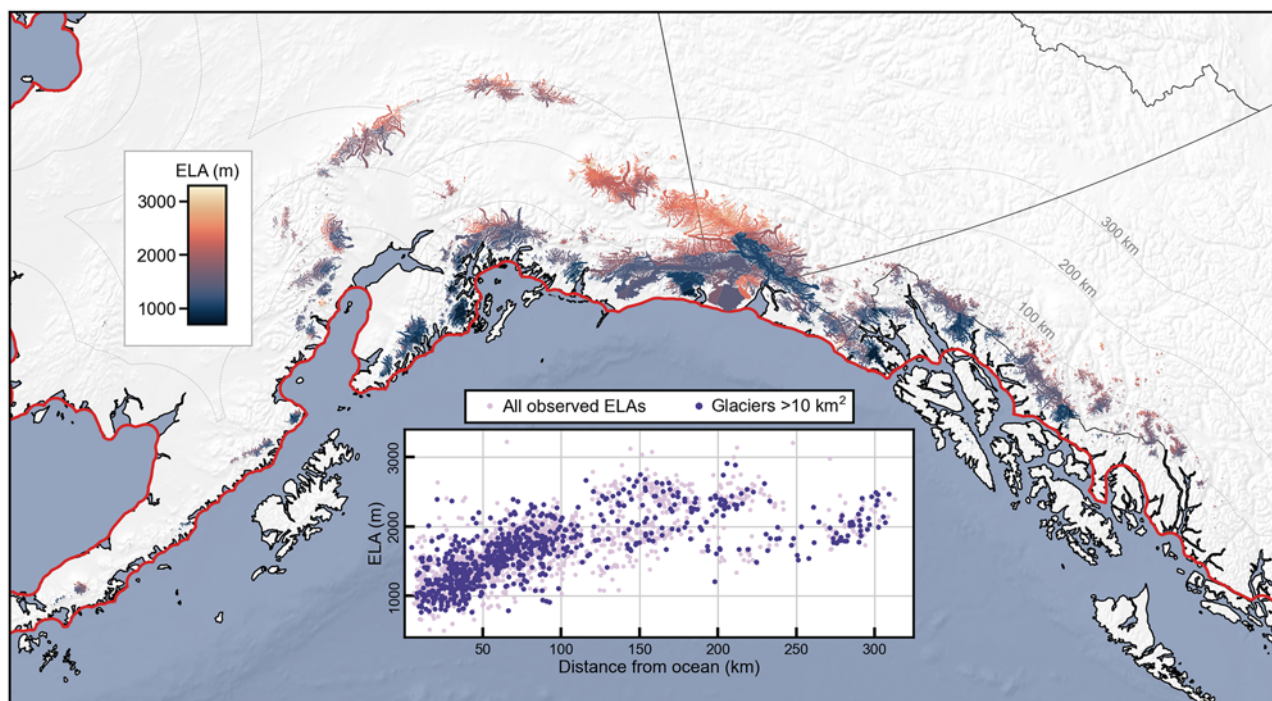 ELA (m)
3000
2000
1000
300 km
200 km
100 km
All observed ELAs
Glaciers >10 km²
3000
2000
1000
ELA (m)
50
100
150
200
250
300
Distance from ocean (km)